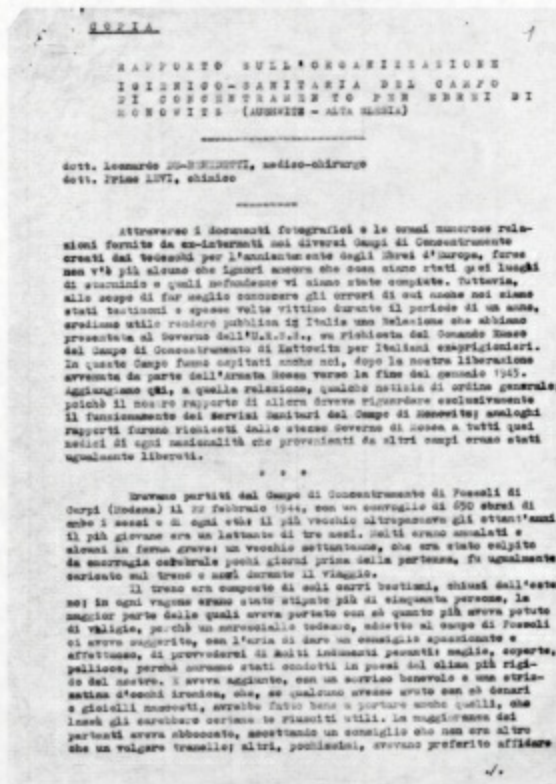 COPIA
1
RAPPORTO SULL'ORGANIZZAZIONE
IGIENICO-SANITARIA DEL CAMPO
DI CONCENTRAMENTO PER EBREI DI
MONOWITZ (AUSHWITZ - ALTA SLESIA)
dott. Leonardo DE-BENEDETTI, medico-chirurgo
dott. Primo LEVI, chimico
Attraverso i documenti fotografici e le ormai numerose rela-
zioni fornite da ex-internati nei diversi Campi di Concentramento
creati dai tedeschi per l'annientamento degli Ebrei d'Europa, forse
non v'è più alcuno che ignori ancora che cosa siano stati quei luoghi
di sterminio e quali nefandezze vi siano state compiute. Tuttavia,
allo scopo di far meglio conoscere gli orrori di cui anche noi siamo
stati testimoni e spesse volte vittime durante il periodo di un anno,
crediamo utile rendere pubblica in Italia una Relazione che abbiamo
presentata al Governo dell'U.R.S.S. su richiesta del Comando Russo
del Campo di Concentramento di Kattowitz per Italiani exprigionieri.
In questo Campo fummo ospitati anche noi, dopo la nostra liberazione
avvenuta da parte dell'Armata Rossa verso la fine del gennaio 1945.
Aggiungiamo qui, a quella relazione, qualche notizia di ordine generale
poichè il nostro rapporto di allora doveva riguardare esclusivamente
il funzionamento dei Servizi Sanitari del Campo di Monowitz; analoghi
rapporti furono richiesti dallo stesso Governo di Mosca a tutti quei
medici di ogni nazionalità che provenienti da altri campi erano stati
ugualmente liberati.
* * *
Eravamo partiti dal Campo di Concentramento di Fossoli di
Carpi (Modena) il 22 febbraio 1944, con un convoglio di 650 ebrei di
ambo i sessi e di ogni età; il più vecchio oltrepassava gli ottant'anni
il più giovane era un lattante di tre mesi. Molti erano ammalati e
alcuni in forma grave: un vecchio settantenne, che era stato colpito
da emorragia cerebrale pochi giorni prima della partenza, fu ugualmente
caricato sul treno e morì durante il viaggio.
Il treno era composto di soli carri bestiami, chiusi dall'ester
no; in ogni vagone erano state stipate più di cinquanta persone, la
maggior parte delle quali aveva portato con sè quanto più aveva potuto
di valigie, perchè un maresciallo tedesco, addetto al campo di Fossoli
ci aveva suggerito, con l'aria di dare un consiglio spassionato e
affettuoso, di provvederci di molti indumenti pesanti: maglie, coperte,
pellicce, perchè saremmo stati condotti in paesi dal clima più rigi-
do del nostro. E aveva aggiunto, con un sorriso benevolo e una striz-
zatina d'occhi ironica, che, se qualcuno avesse avuto con sè denari
o gioielli nascosti, avrebbe fatto bene a portare anche quelli, che
lassù gli sarebbero certamente riusciti utili. La maggioranza dei
partenti aveva abboccato, accettando un consiglio che non era altro
che un volgare tranello; altri, pochissimi, avevano preferito affidare
./.